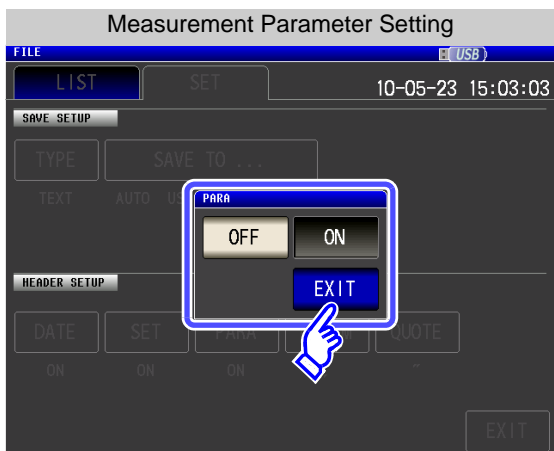 Measurement Parameter Setting
FILE USB
LIST SET 10-05-23 15:03:03
SAVE SETUP
TYPE SAVE TO ...
TEXT AUTO
PARA
OFF ON
EXIT
HEADER SETUP
DATE SET PARA QUOTE
ON ON ON ~
EXIT